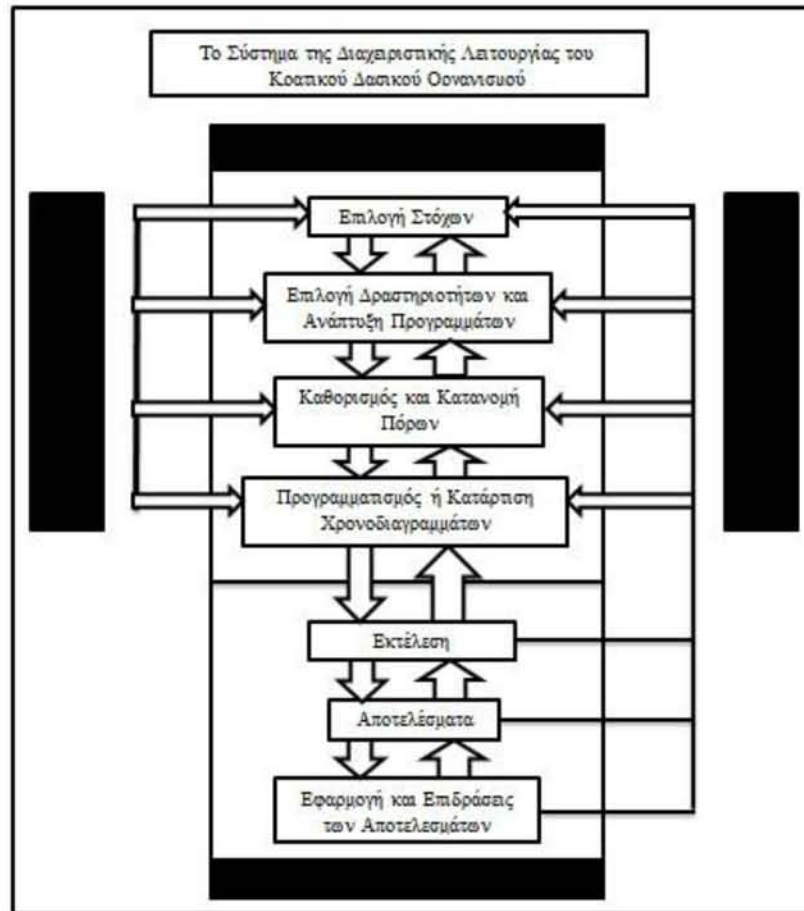 Το Σύστημα της Διαχειριστικής Λειτουργίας του
Κρατικού Δασικού Οργανισμού
Επιλογή Στόχων
Επιλογή Δραστηριοτήτων και
Ανάπτυξη Προγραμμάτων
Καθορισμός και Κατανομή
Πόρων
Προγραμματισμός ή Κατάρτιση
Χρονοδιαγραμμάτων
Εκτέλεση
Αποτελέσματα
Εφαρμογή και Επιδράσεις
των Αποτελεσμάτων